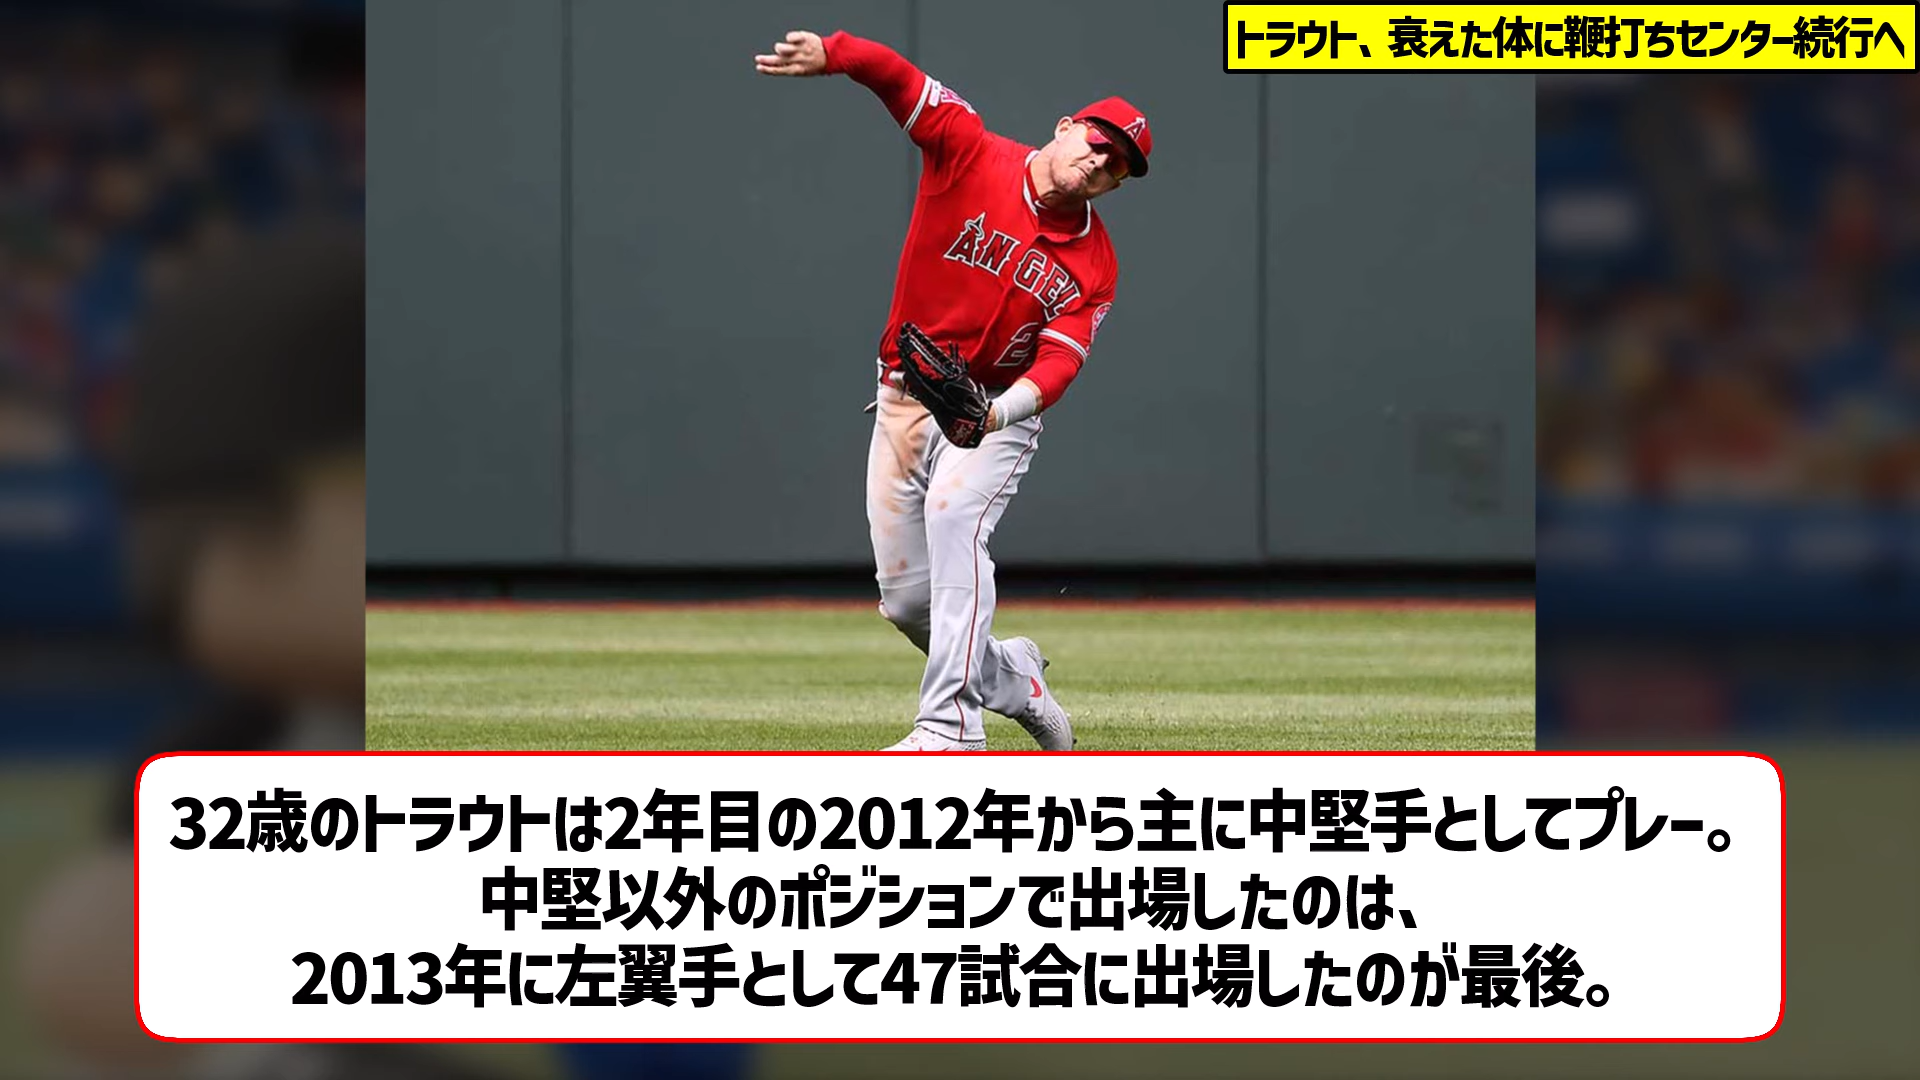 トラウト、衰えた体に鞭打ちセンター続行へ
ANGEL
2
32歳のトラウトは2年目の2012年から主に中堅手としてプレー。
中堅以外のポジションで出場したのは、
2013年に左翼手として47試合に出場したのが最後。